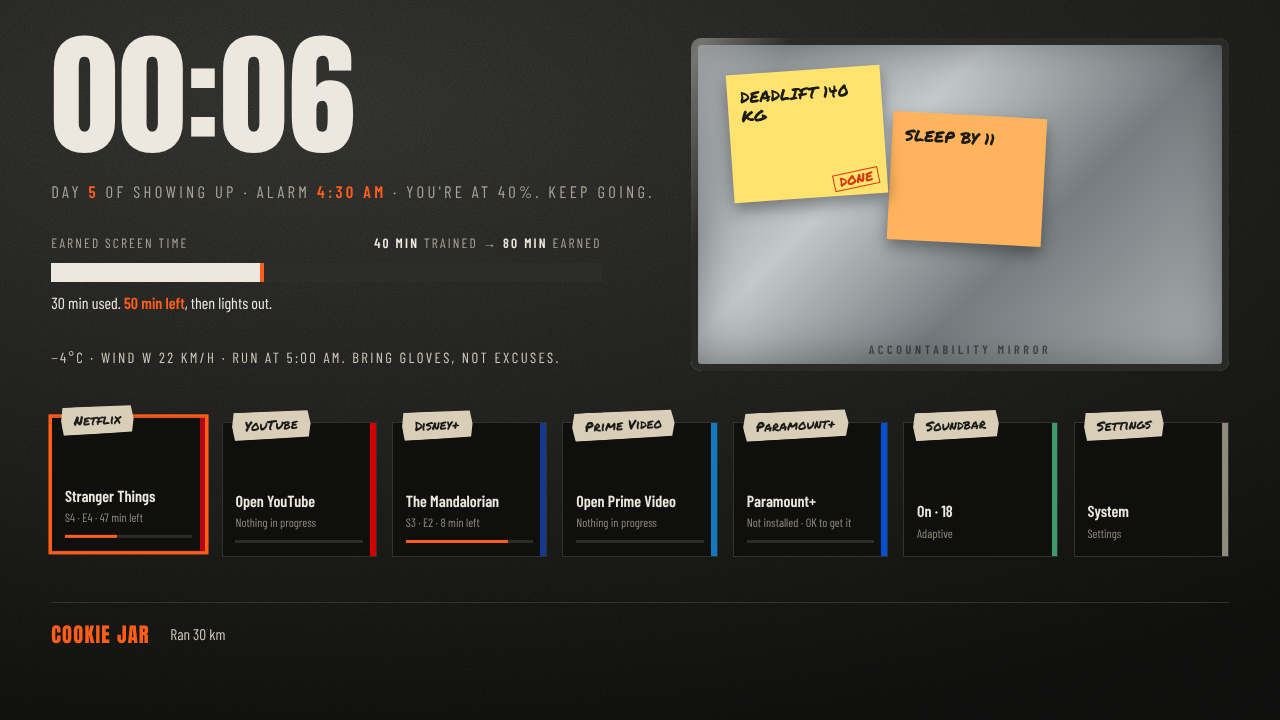 00:06
DAY 5 OF SHOWING UP · ALARM 4:30 AM · YOU'RE AT 40%. KEEP GOING.
EARNED SCREEN TIME
40 MIN TRAINED → 80 MIN EARNED
30 min used. 50 min left, then lights out.
−4°C · WIND W 22 KM/H · RUN AT 5:00 AM. BRING GLOVES, NOT EXCUSES.
DEADLIFT 140
KG
DONE
SLEEP BY 11
ACCOUNTABILITY MIRROR
NETFLIX
Stranger Things
S4 · E4 · 47 min left
YOUTUBE
Open YouTube
Nothing in progress
DISNEY+
The Mandalorian
S3 · E2 · 8 min left
PRIME VIDEO
Open Prime Video
Nothing in progress
PARAMOUNT+
Paramount+
Not installed · OK to get it
SOUNDBAR
On · 18
Adaptive
SETTINGS
System
Settings
COOKIE JAR
Ran 30 km